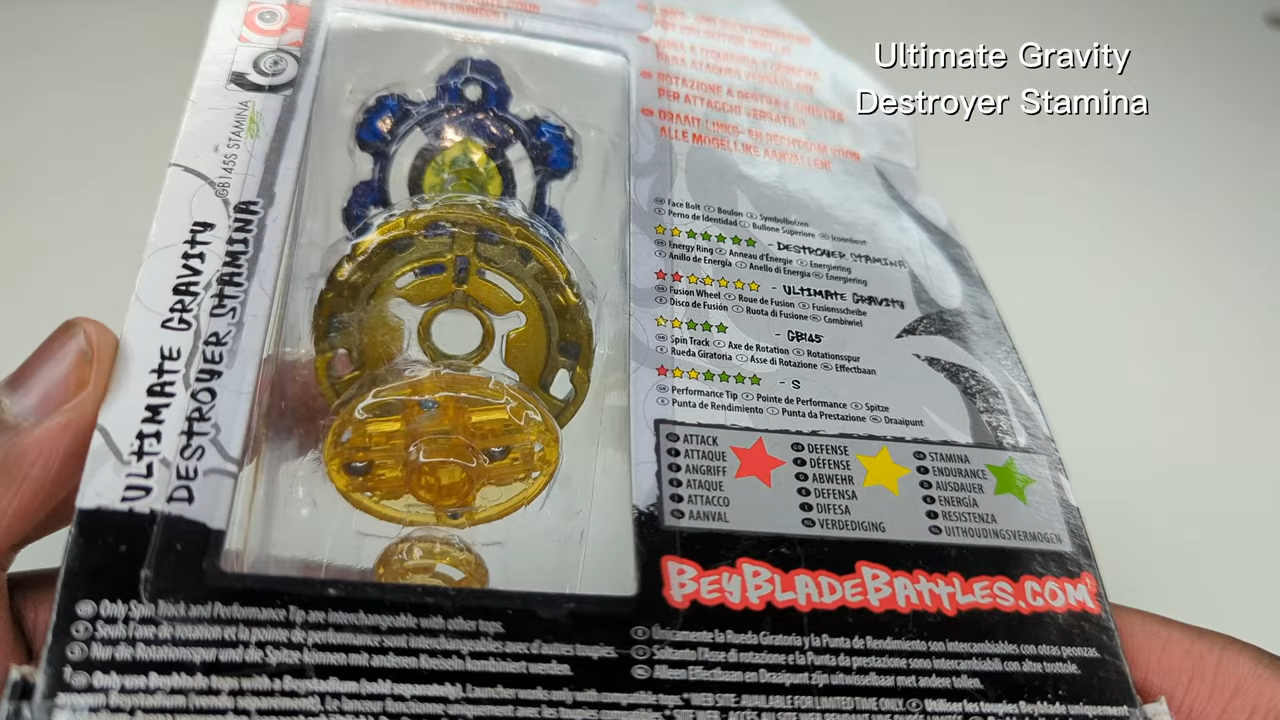 Ultimate Gravity
Destroyer Stamina
VOOR A IZQUIERDA Y DERECHA
PARA ATAQUES VERSÁTILES!
ROTAZIONE A DESTRA E SINISTRA
PER ATTACCHI VERSATILI!
DRAAIT LINKS- EN RECHTSOM VOOR
ALLE MOGELIJKE AANVALLEN!
GB145S STAMINA
ULTIMATE GRAVITY
DESTROYER STAMINA
Face Bolt Boulon Symbolbolzen
Perno de Identidad Bullone Superiore Iconenbout
- DESTROYER STAMINA
Energy Ring Anneau d'Énergie Energiering
Anillo de Energía Anello di Energia Energiering
- ULTIMATE GRAVITY
Fusion Wheel Roue de Fusion Fusionsscheibe
Disco de Fusión Ruota di Fusione Combiwiel
- GB145
Spin Track Axe de Rotation Rotationsspur
Rueda Giratoria Asse di Rotazione Effectbaan
- S
Performance Tip Pointe de Performance Spitze
Punta de Rendimiento Punta da Prestazione Draaipunt
ATTACK
ATTAQUE
ANGRIFF
ATAQUE
ATTACCO
AANVAL
DEFENSE
DÉFENSE
ABWEHR
DEFENSA
DIFESA
VERDEDIGING
STAMINA
ENDURANCE
AUSDAUER
ENERGÍA
RESISTENZA
UITHOUDINGSVERMOGEN
BEYBLADEBATTLES.COM
Only Spin Track and Performance Tip are interchangeable with other tops.
Seuls l'axe de rotation et la pointe de performance sont interchangeables avec d'autres toupies.
Nur die Rotationsspur und die Spitze können mit anderen Kreiseln kombiniert werden.
Únicamente la Rueda Giratoria y la Punta de Rendimiento son intercambiables con otras peonzas.
Soltanto l'Asse di rotazione e la Punta da prestazione sono intercambiabili con altre trottole.
Alleen Effectbaan en Draaipunt zijn uitwisselbaar met andere tollen.